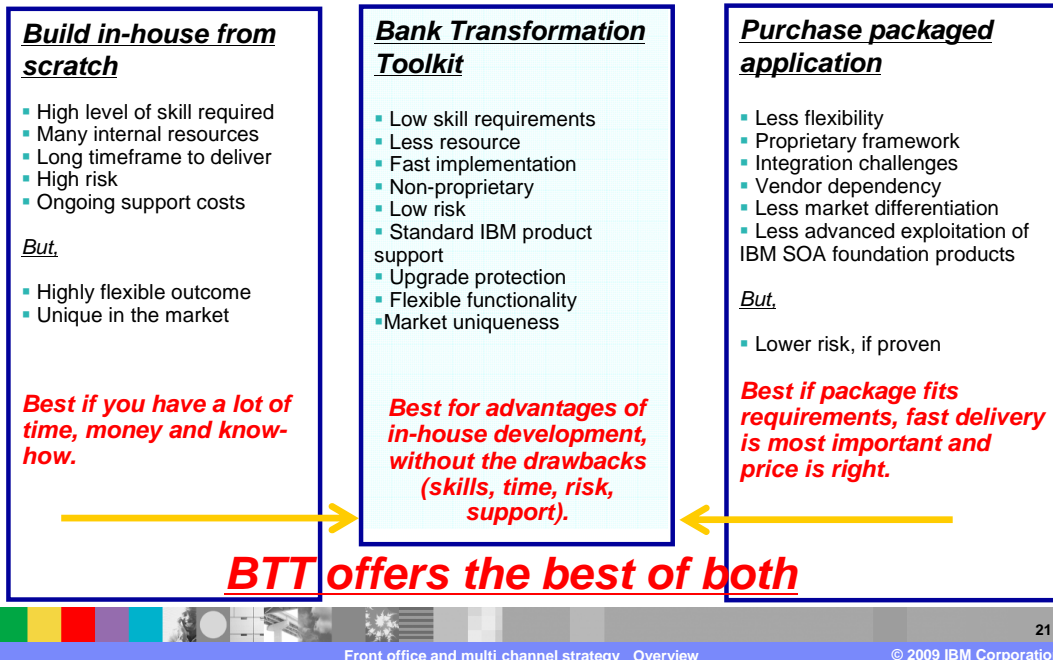 Build in-house from
scratch
▪ High level of skill required
▪ Many internal resources
▪ Long timeframe to deliver
▪ High risk
▪ Ongoing support costs
But,
▪ Highly flexible outcome
▪ Unique in the market
Best if you have a lot of
time, money and know-
how.
Bank Transformation
Toolkit
▪ Low skill requirements
▪ Less resource
▪ Fast implementation
▪ Non-proprietary
▪ Low risk
▪ Standard IBM product
support
▪ Upgrade protection
▪ Flexible functionality
▪Market uniqueness
Best for advantages of
in-house development,
without the drawbacks
(skills, time, risk,
support).
Purchase packaged
application
▪ Less flexibility
▪ Proprietary framework
▪ Integration challenges
▪ Vendor dependency
▪ Less market differentiation
▪ Less advanced exploitation of
IBM SOA foundation products
But,
▪ Lower risk, if proven
Best if package fits
requirements, fast delivery
is most important and
price is right.
BTT offers the best of both
21
Front office and multi channel strategy Overview
© 2009 IBM Corporatio